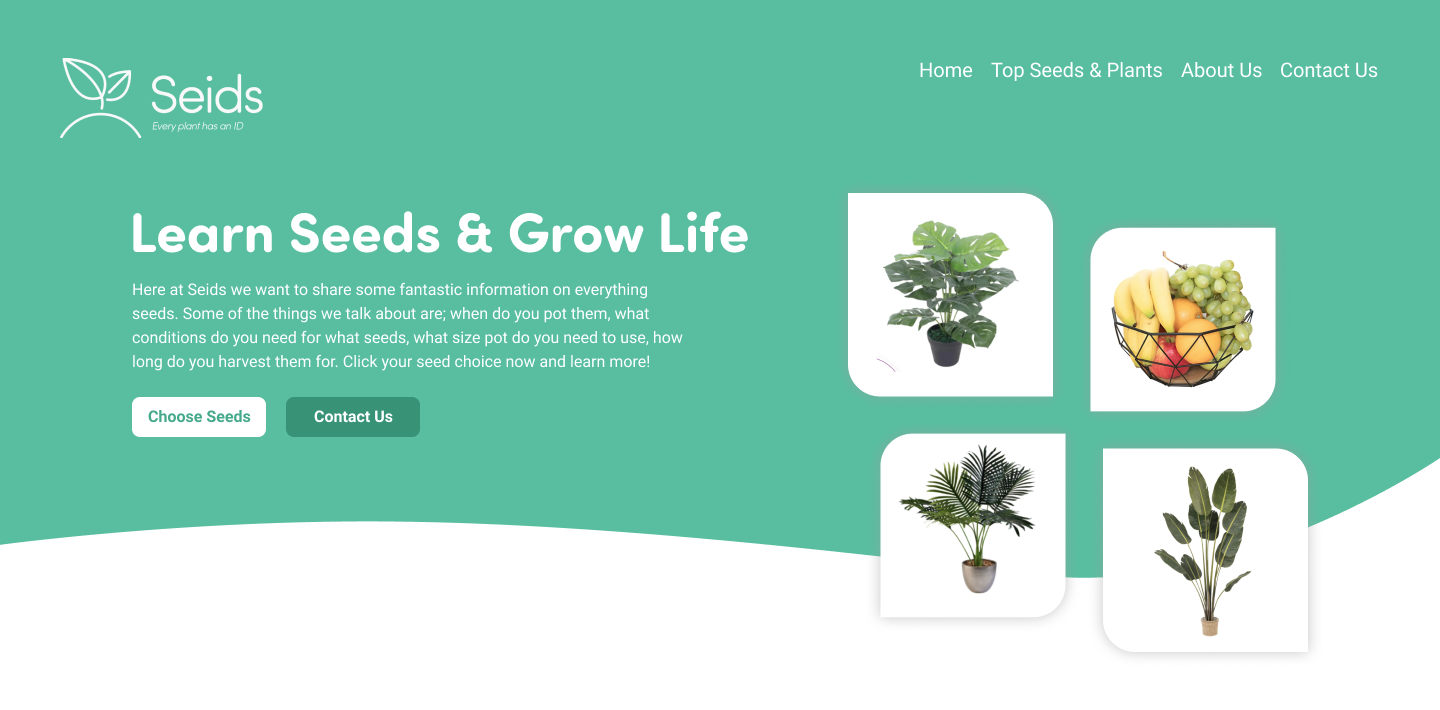 Seids
Every plant has an ID
Home Top Seeds & Plants About Us Contact Us
Learn Seeds & Grow Life
Here at Seids we want to share some fantastic information on everything
seeds. Some of the things we talk about are; when do you pot them, what
conditions do you need for what seeds, what size pot do you need to use, how
long do you harvest them for. Click your seed choice now and learn more!
Choose Seeds Contact Us